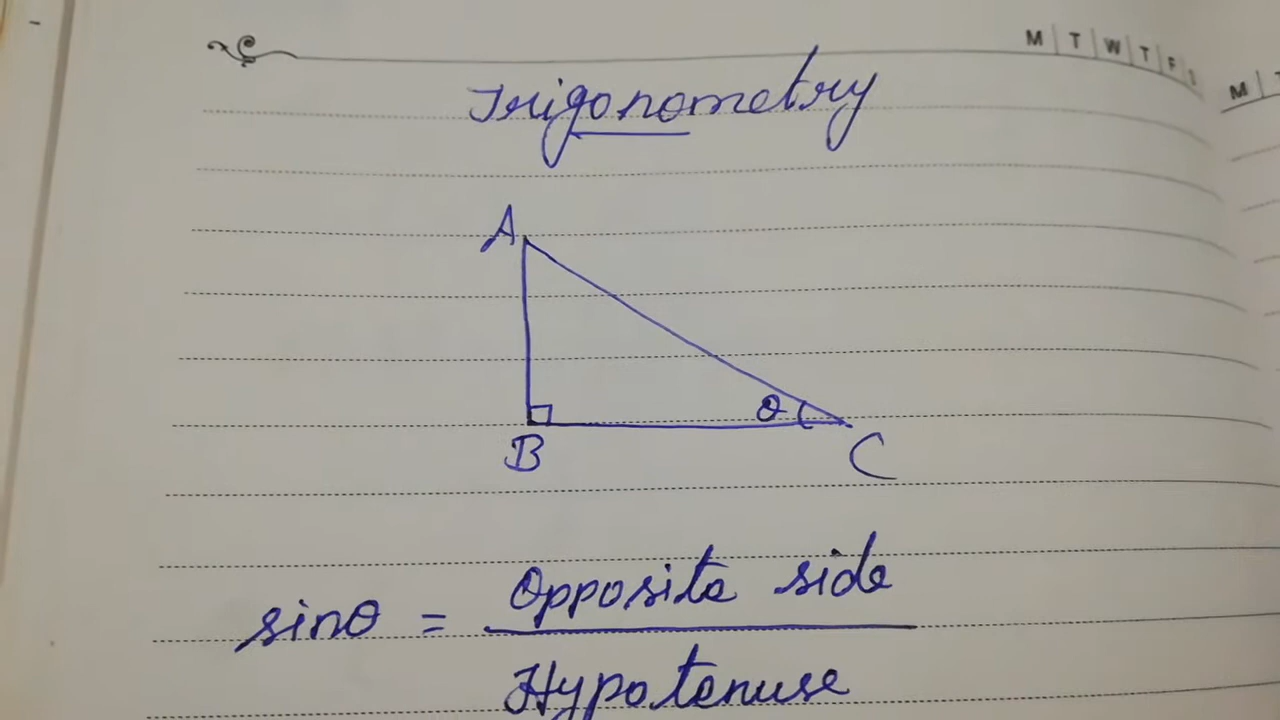 M T W T F S
M T
Trigonometry
A
θ
B C
sinθ = Opposite side
Hypotenuse